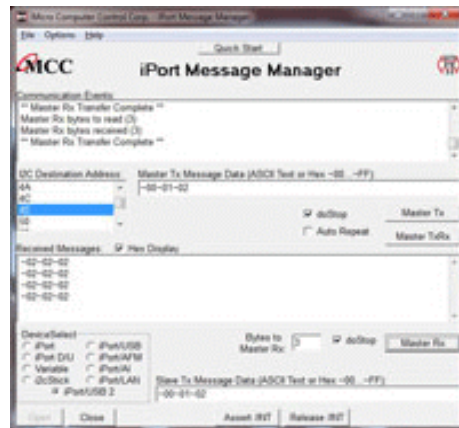 Micro Computer Control Corp. - iPort Message Manager
File Options Help
Quick Start
MCC
iPort Message Manager
Communication Events:
** Master Rx Transfer Complete **
Master Rx bytes to read (3)
Master Rx bytes received (3)
** Master Rx Transfer Complete **
I2C Destination Address: Master Tx Message Data (ASCII Text or Hex ~00...~FF)
4A
4C
4E
50
~00~01~02
doStop
Auto Repeat
Master Tx
Master TxRx
Received Messages: Hex Display
~02~02~02
~02~02~02
~02~02~02
~02~02~02
DeviceSelect
iPort iPort/USB
iPort D/U iPort/AFM
Variable iPort/AI
i2cStick iPort/LAN
iPort/USB 2
Bytes to Master Rx: 3 doStop Master Rx
Slave Tx Message Data (ASCII Text or Hex ~00...~FF)
~00~01~02
Open Close Assert /INT Release /INT